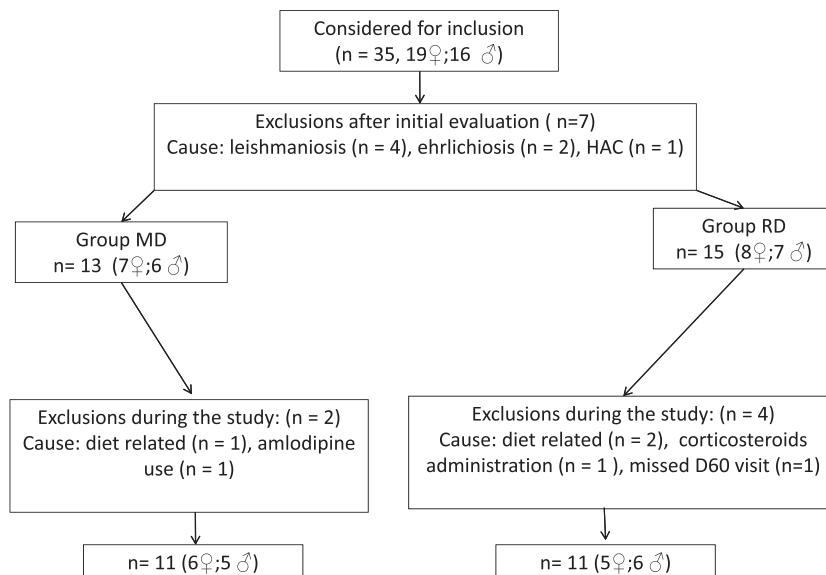 Considered for inclusion
(n = 35, 19♀;16 ♂)
Exclusions after initial evaluation ( n=7)
Cause: leishmaniosis (n = 4), ehrlichiosis (n = 2), HAC (n = 1)
Group MD
n= 13 (7♀;6 ♂)
Group RD
n= 15 (8♀;7 ♂)
Exclusions during the study: (n = 2)
Cause: diet related (n = 1), amlodipine
use (n = 1)
Exclusions during the study: (n = 4)
Cause: diet related (n = 2), corticosteroids
administration (n = 1 ), missed D60 visit (n=1)
n= 11 (6♀;5 ♂)
n= 11 (5♀;6 ♂)